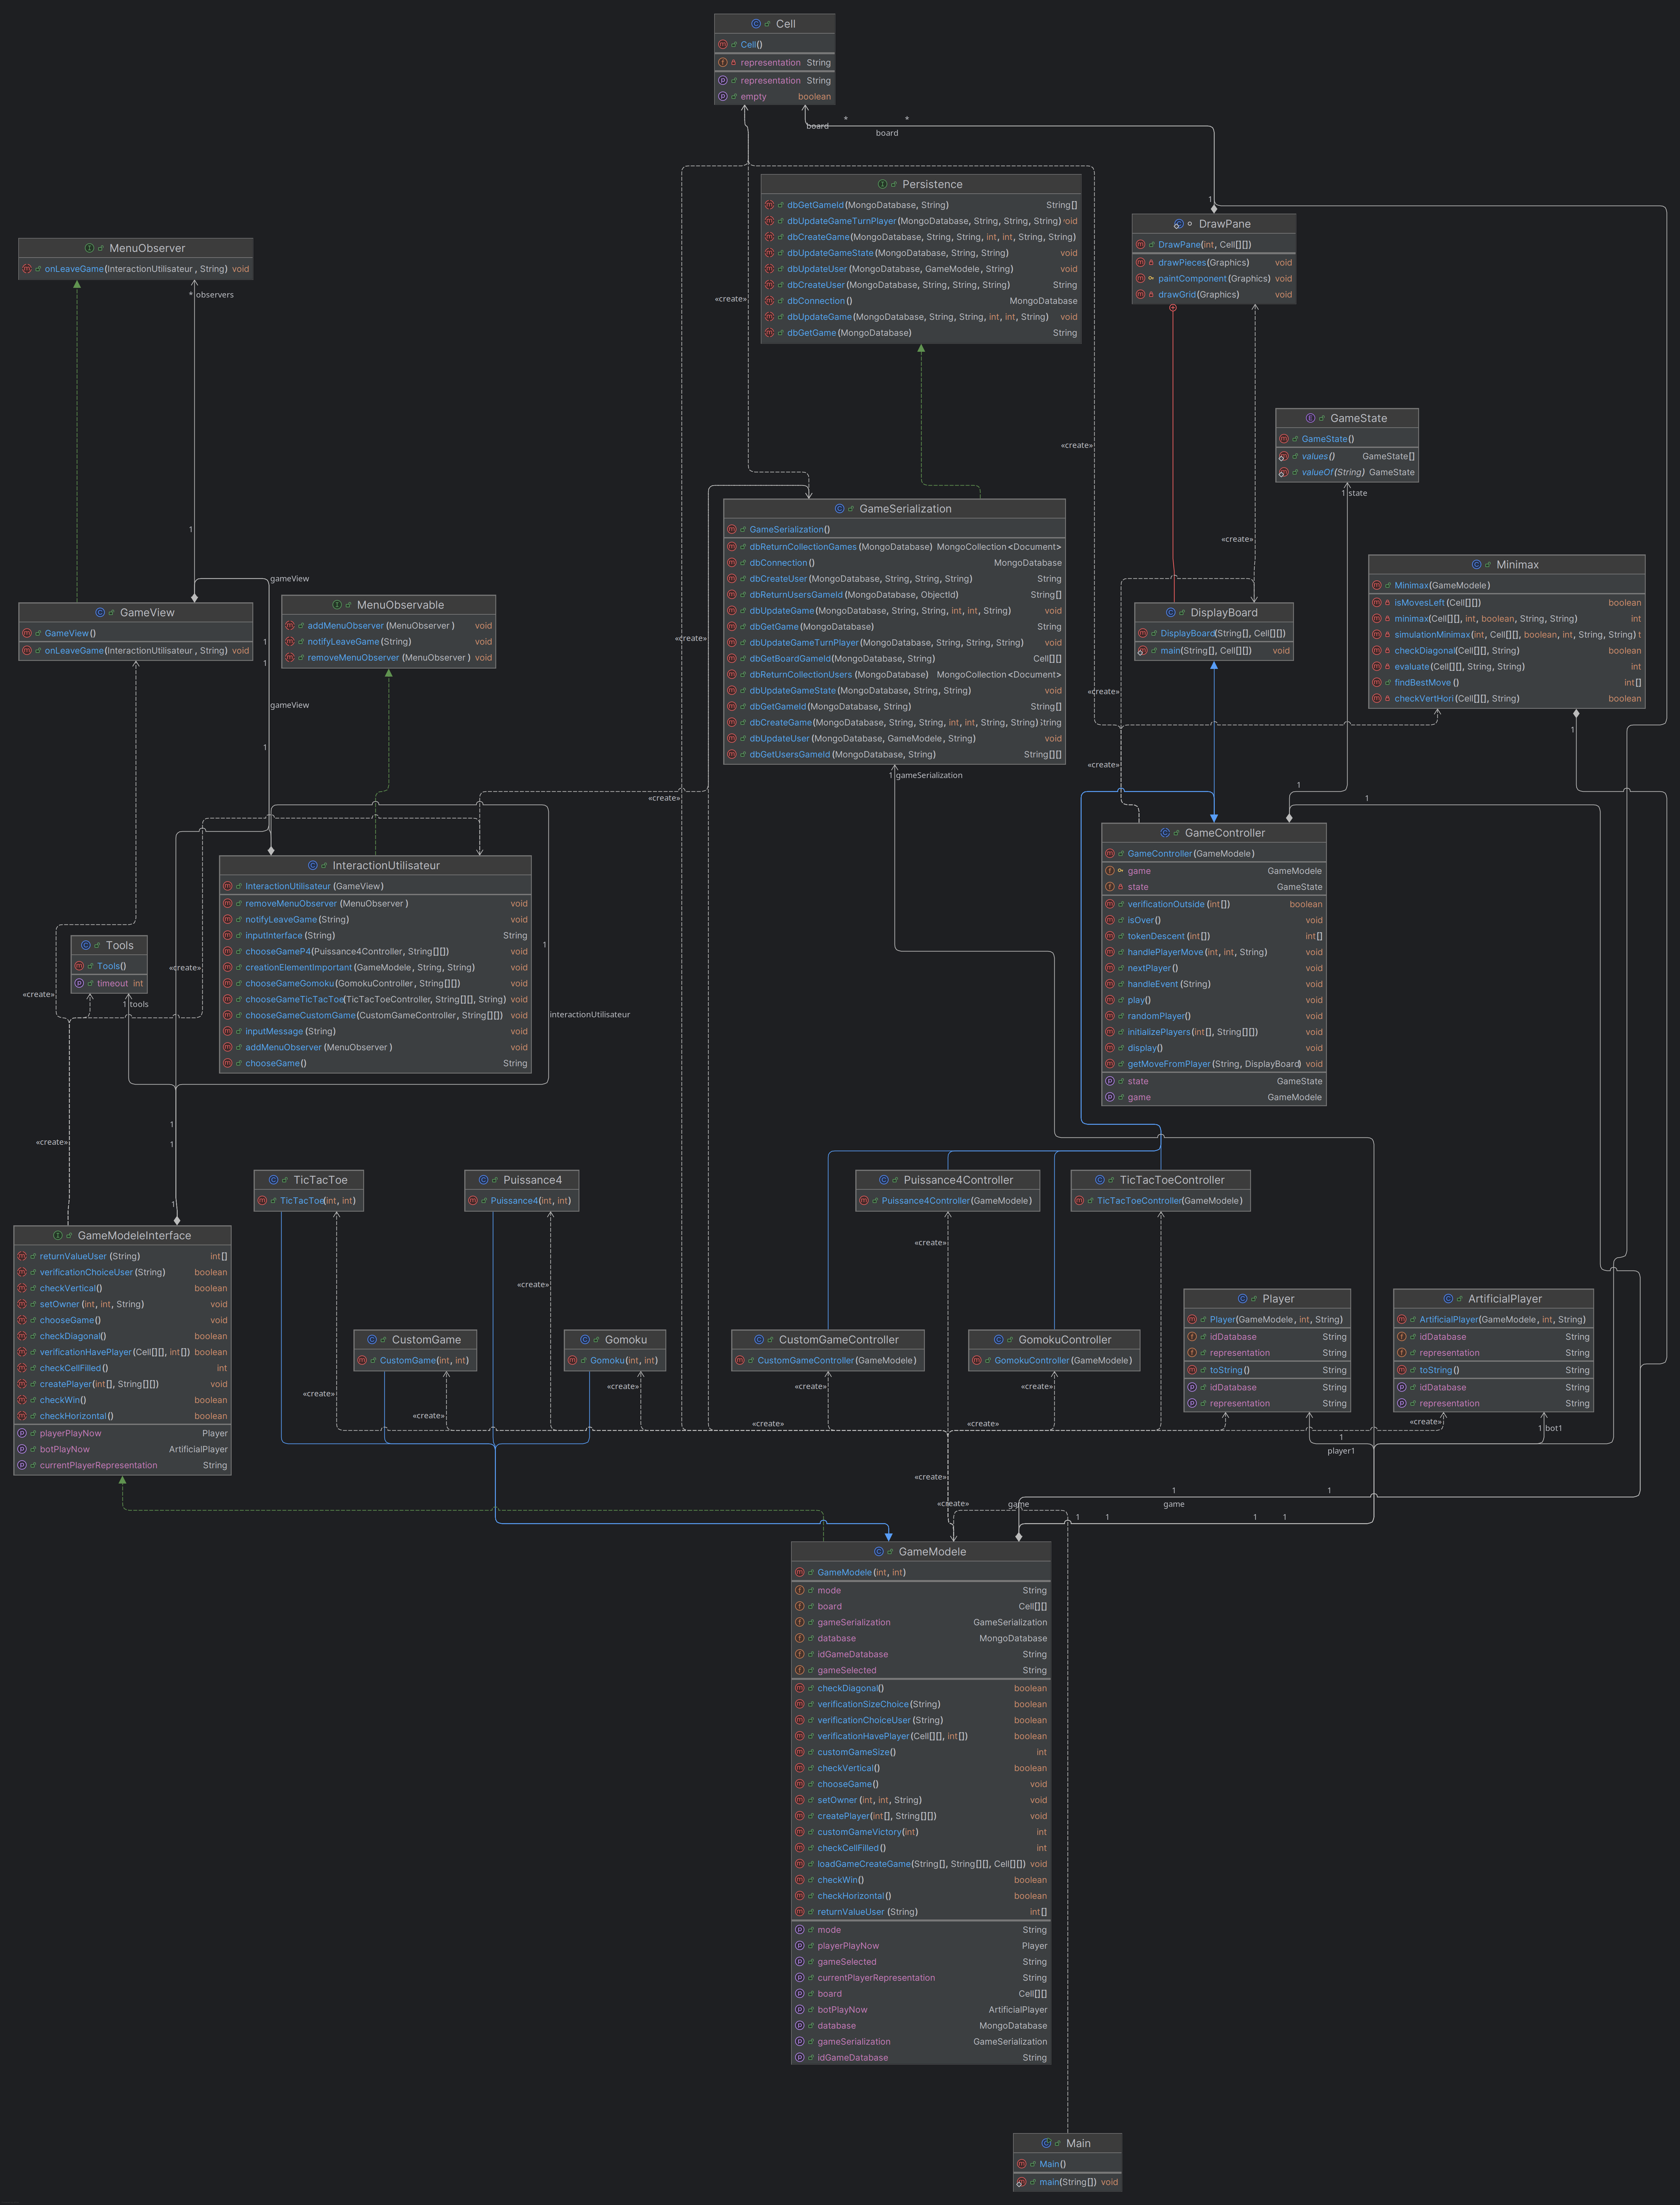 Cell
Cell()
representation String
representation String
empty boolean
board
*
*
board
1
Persistence
dbGetGameId(MongoDatabase, String) String[]
dbUpdateGameTurnPlayer(MongoDatabase, String, String, String) void
dbCreateGame(MongoDatabase, String, String, int, int, String, String)
dbUpdateGameState(MongoDatabase, String, String) void
dbUpdateUser(MongoDatabase, GameModele, String) void
dbCreateUser(MongoDatabase, String, String, String) String
dbConnection() MongoDatabase
dbUpdateGame(MongoDatabase, String, String, int, int, String) void
dbGetGame(MongoDatabase) String
DrawPane
DrawPane(int, Cell[][])
drawPieces(Graphics) void
paintComponent(Graphics) void
drawGrid(Graphics) void
MenuObserver
onLeaveGame(InteractionUtilisateur, String) void
* observers
«create»
«create»
GameState
GameState()
values() GameState[]
valueOf(String) GameState
1 state
GameSerialization
GameSerialization()
dbReturnCollectionGames(MongoDatabase) MongoCollection<Document>
dbConnection() MongoDatabase
dbCreateUser(MongoDatabase, String, String, String) String
dbReturnUsersGameId(MongoDatabase, ObjectId) String[]
dbUpdateGame(MongoDatabase, String, String, int, int, String) void
dbGetGame(MongoDatabase) String
dbUpdateGameTurnPlayer(MongoDatabase, String, String, String) void
dbGetBoardGameId(MongoDatabase, String) Cell[][]
dbReturnCollectionUsers(MongoDatabase) MongoCollection<Document>
dbUpdateGameState(MongoDatabase, String, String) void
dbGetGameId(MongoDatabase, String) String[]
dbCreateGame(MongoDatabase, String, String, int, int, String, String) String
dbUpdateUser(MongoDatabase, GameModele, String) void
dbGetUsersGameId(MongoDatabase, String) String[][]
1 gameSerialization
1
«create»
Minimax
Minimax(GameModele)
isMovesLeft(Cell[][]) boolean
minimax(Cell[][], int, boolean, String, String) int
simulationMinimax(int, Cell[][], boolean, int, String, String) t
checkDiagonal(Cell[][], String) boolean
evaluate(Cell[][], String, String) int
findBestMove() int[]
checkVertHori(Cell[][], String) boolean
1
gameView
GameView
GameView()
onLeaveGame(InteractionUtilisateur, String) void
MenuObservable
addMenuObserver(MenuObserver) void
notifyLeaveGame(String) void
removeMenuObserver(MenuObserver) void
DisplayBoard
DisplayBoard(String[], Cell[][])
main(String[], Cell[][]) void
1
«create»
1
«create»
gameView
1
«create»
«create»
1
1
InteractionUtilisateur
InteractionUtilisateur(GameView)
removeMenuObserver(MenuObserver) void
notifyLeaveGame(String) void
inputInterface(String) String
chooseGameP4(Puissance4Controller, String[][]) void
creationElementImportant(GameModele, String, String) void
chooseGameGomoku(GomokuController, String[][]) void
chooseGameTicTacToe(TicTacToeController, String[][], String) void
chooseGameCustomGame(CustomGameController, String[][]) void
inputMessage(String) void
addMenuObserver(MenuObserver) void
chooseGame() String
GameController
GameController(GameModele)
game GameModele
state GameState
verificationOutside(int[]) boolean
isOver() void
tokenDescent(int[]) int[]
handlePlayerMove(int, int, String) void
nextPlayer() void
handleEvent(String) void
play() void
randomPlayer() void
initializePlayers(int[], String[][]) void
display() void
getMoveFromPlayer(String, DisplayBoard) void
state GameState
game GameModele
Tools
Tools()
timeout int
1
«create»
«create»
1 tools
interactionUtilisateur
1
«create»
1
1
TicTacToe
TicTacToe(int, int)
Puissance4
Puissance4(int, int)
Puissance4Controller
Puissance4Controller(GameModele)
TicTacToeController
TicTacToeController(GameModele)
GameModeleInterface
returnValueUser(String) int[]
verificationChoiceUser(String) boolean
checkVertical() boolean
setOwner(int, int, String) void
chooseGame() void
checkDiagonal() boolean
verificationHavePlayer(Cell[][], int[]) boolean
checkCellFilled() int
createPlayer(int[], String[][]) void
checkWin() boolean
checkHorizontal() boolean
playerPlayNow Player
botPlayNow ArtificialPlayer
currentPlayerRepresentation String
«create»
«create»
Player
Player(GameModele, int, String)
idDatabase String
representation String
toString() String
idDatabase String
representation String
ArtificialPlayer
ArtificialPlayer(GameModele, int, String)
idDatabase String
representation String
toString() String
idDatabase String
representation String
CustomGame
CustomGame(int, int)
Gomoku
Gomoku(int, int)
CustomGameController
CustomGameController(GameModele)
GomokuController
GomokuController(GameModele)
«create»
«create»
«create»
«create»
«create»
«create»
«create»
«create»
1 bot1
1
player1
«create»
1
1
«create»
game
game
1
1
1
1
GameModele
GameModele(int, int)
mode String
board Cell[][]
gameSerialization GameSerialization
database MongoDatabase
idGameDatabase String
gameSelected String
checkDiagonal() boolean
verificationSizeChoice(String) boolean
verificationChoiceUser(String) boolean
verificationHavePlayer(Cell[][], int[]) boolean
customGameSize() int
checkVertical() boolean
chooseGame() void
setOwner(int, int, String) void
createPlayer(int[], String[][]) void
customGameVictory(int) int
checkCellFilled() int
loadGameCreateGame(String[], String[][], Cell[][]) void
checkWin() boolean
checkHorizontal() boolean
returnValueUser(String) int[]
mode String
playerPlayNow Player
gameSelected String
currentPlayerRepresentation String
board Cell[][]
botPlayNow ArtificialPlayer
database MongoDatabase
gameSerialization GameSerialization
idGameDatabase String
Main
Main()
main(String[]) void